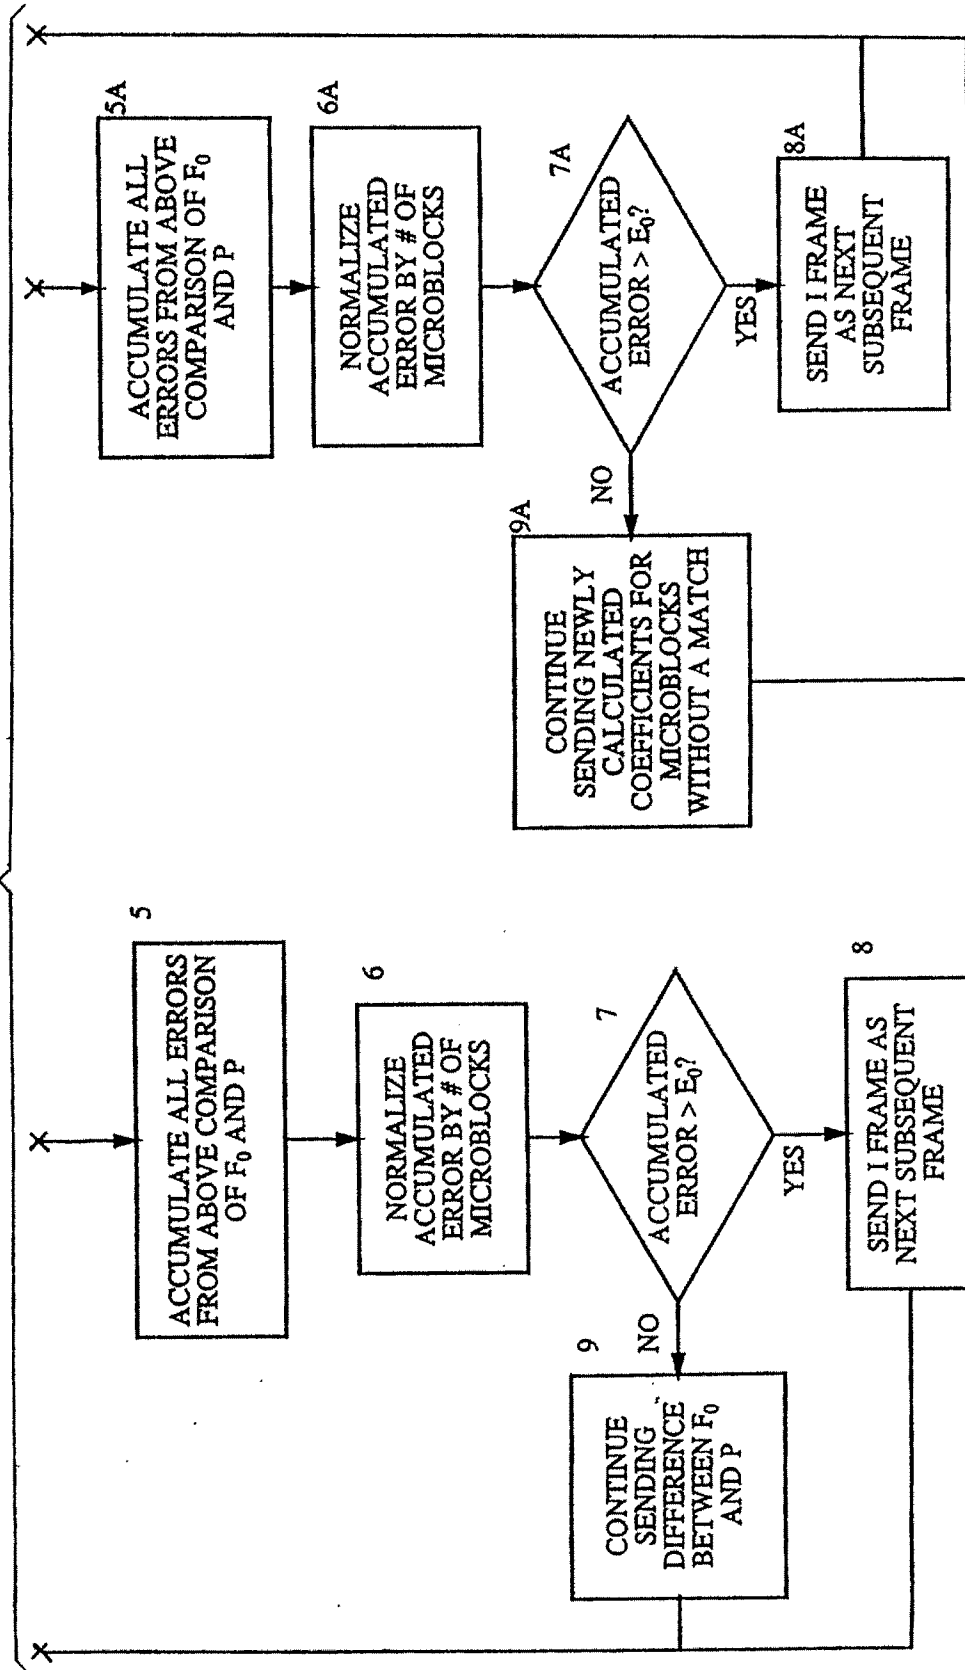 5
ACCUMULATE ALL ERRORS
FROM ABOVE COMPARISON
OF F₀ AND P
6
NORMALIZE
ACCUMULATED
ERROR BY # OF
MICROBLOCKS
7
ACCUMULATED
ERROR > E₀?
NO
YES
9
CONTINUE
SENDING
DIFFERENCE
BETWEEN F₀
AND P
8
SEND I FRAME AS
NEXT SUBSEQUENT
FRAME
5A
ACCUMULATE ALL
ERRORS FROM ABOVE
COMPARISON OF F₀
AND P
6A
NORMALIZE
ACCUMULATED
ERROR BY # OF
MICROBLOCKS
7A
ACCUMULATED
ERROR > E₀?
NO
YES
9A
CONTINUE
SENDING NEWLY
CALCULATED
COEFFICIENTS FOR
MICROBLOCKS
WITHOUT A MATCH
8A
SEND I FRAME
AS NEXT
SUBSEQUENT
FRAME